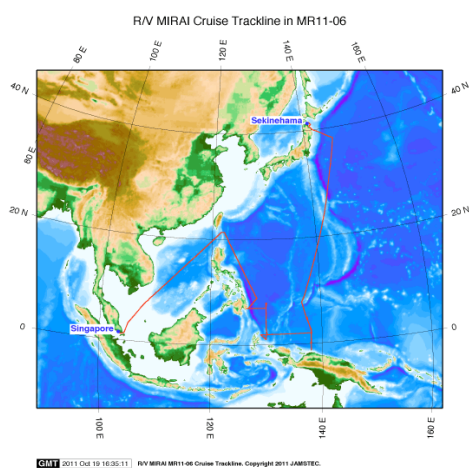 R/V MIRAI Cruise Trackline in MR11-06
80 E
100 E
120 E
140 E
160 E
40 N
40 N
Sekinehama
80 E
20 N
20 N
0
0
Singapore
100 E
120 E
140 E
160 E
GMT 2011 Oct 19 16:35:11 R/V MIRAI MR11-06 Cruise Trackline. Copyright 2011 JAMSTEC.